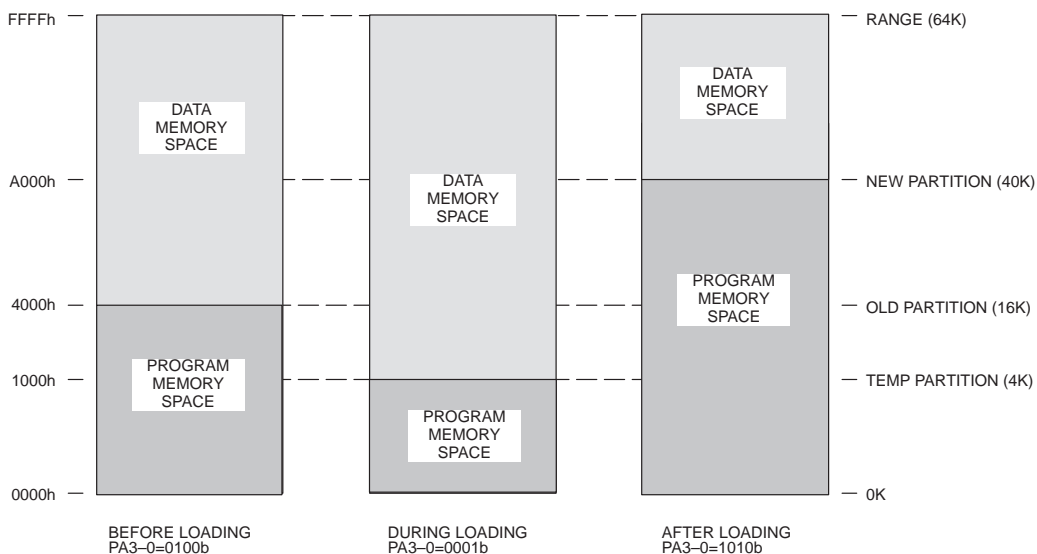 FFFFh
RANGE (64K)
DATA
MEMORY
SPACE
DATA
MEMORY
SPACE
A000h
NEW PARTITION (40K)
DATA
MEMORY
SPACE
PROGRAM
MEMORY
SPACE
4000h
OLD PARTITION (16K)
PROGRAM
MEMORY
SPACE
1000h
TEMP PARTITION (4K)
PROGRAM
MEMORY
SPACE
0000h
0K
BEFORE LOADING
PA3–0=0100b
DURING LOADING
PA3–0=0001b
AFTER LOADING
PA3–0=1010b